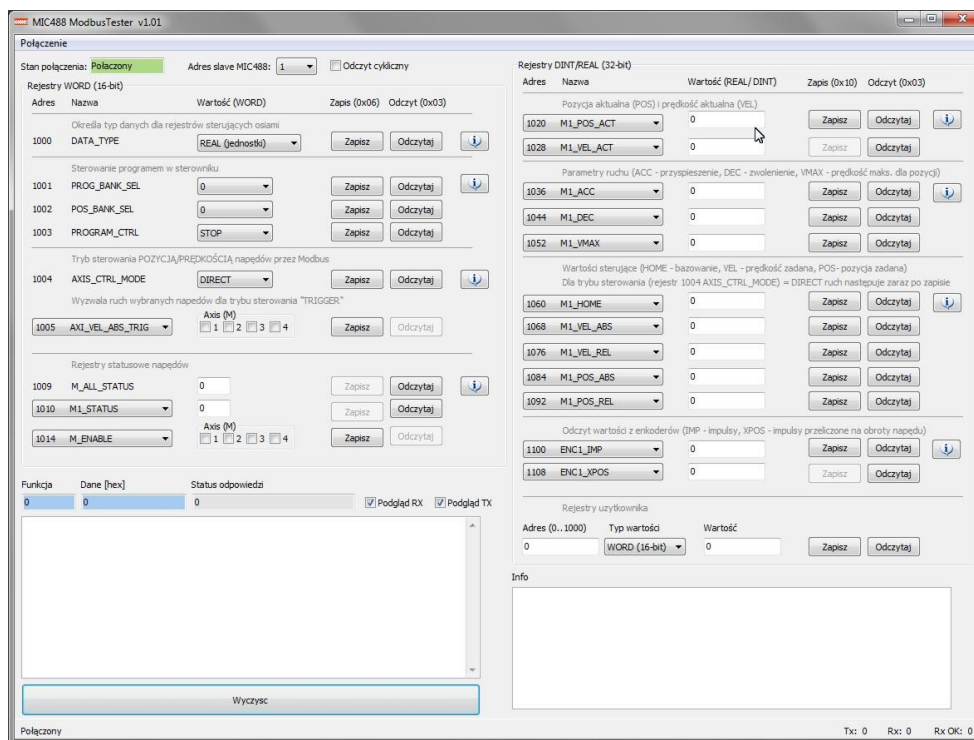 MIC488 ModbusTester v1.01
Połączenie
Stan połączenia: Połaczony Adres slave MIC488: 1 Odczyt cykliczny
Rejestry WORD (16-bit)
Adres Nazwa Wartość (WORD) Zapis (0x06) Odczyt (0x03)
Określa typ danych dla rejestrów sterujących osiami
1000 DATA_TYPE REAL (jednostki) Zapisz Odczytaj
Sterowanie programem w sterowniku
1001 PROG_BANK_SEL 0 Zapisz Odczytaj
1002 POS_BANK_SEL 0 Zapisz Odczytaj
1003 PROGRAM_CTRL STOP Zapisz Odczytaj
Tryb sterowania POZYCJĄ/PRĘDKOŚCIĄ napędów przez Modbus
1004 AXIS_CTRL_MODE DIRECT Zapisz Odczytaj
Wyzwala ruch wybranych napedów dla trybu sterowania "TRIGGER"
Axis (M)
1005 AXI_VEL_ABS_TRIG 1 2 3 4 Zapisz Odczytaj
Rejestry statusowe napędów
1009 M_ALL_STATUS 0 Zapisz Odczytaj
1010 M1_STATUS 0 Zapisz Odczytaj
Axis (M)
1014 M_ENABLE 1 2 3 4 Zapisz Odczytaj
Funkcja Dane [hex] Status odpowiedzi
0 0 0 Podgląd RX Podgląd TX
Wyczysc
Rejestry DINT/REAL (32-bit)
Adres Nazwa Wartość (REAL/DINT) Zapis (0x10) Odczyt (0x03)
Pozycja aktualna (POS) i prędkość aktualna (VEL)
1020 M1_POS_ACT 0 Zapisz Odczytaj
1028 M1_VEL_ACT 0 Zapisz Odczytaj
Parametry ruchu (ACC - przyspieszenie, DEC - zwolenienie, VMAX - prędkość maks. dla pozycji)
1036 M1_ACC 0 Zapisz Odczytaj
1044 M1_DEC 0 Zapisz Odczytaj
1052 M1_VMAX 0 Zapisz Odczytaj
Wartości sterujące (HOME - bazowanie, VEL - prędkość zadana, POS- pozycja zadana)
Dla trybu sterowania (rejestr 1004 AXIS_CTRL_MODE) = DIRECT ruch następuje zaraz po zapisie
1060 M1_HOME 0 Zapisz Odczytaj
1068 M1_VEL_ABS 0 Zapisz Odczytaj
1076 M1_VEL_REL 0 Zapisz Odczytaj
1084 M1_POS_ABS 0 Zapisz Odczytaj
1092 M1_POS_REL 0 Zapisz Odczytaj
Odczyt wartości z enkoderów (IMP - impulsy, XPOS - impulsy przeliczone na obroty napędu)
1100 ENC1_IMP 0 Zapisz Odczytaj
1108 ENC1_XPOS 0 Zapisz Odczytaj
Rejestry uzytkownika
Adres (0..1000) Typ wartości Wartość
0 WORD (16-bit) 0 Zapisz Odczytaj
Info
Połączony Tx: 0 Rx: 0 Rx OK: 0